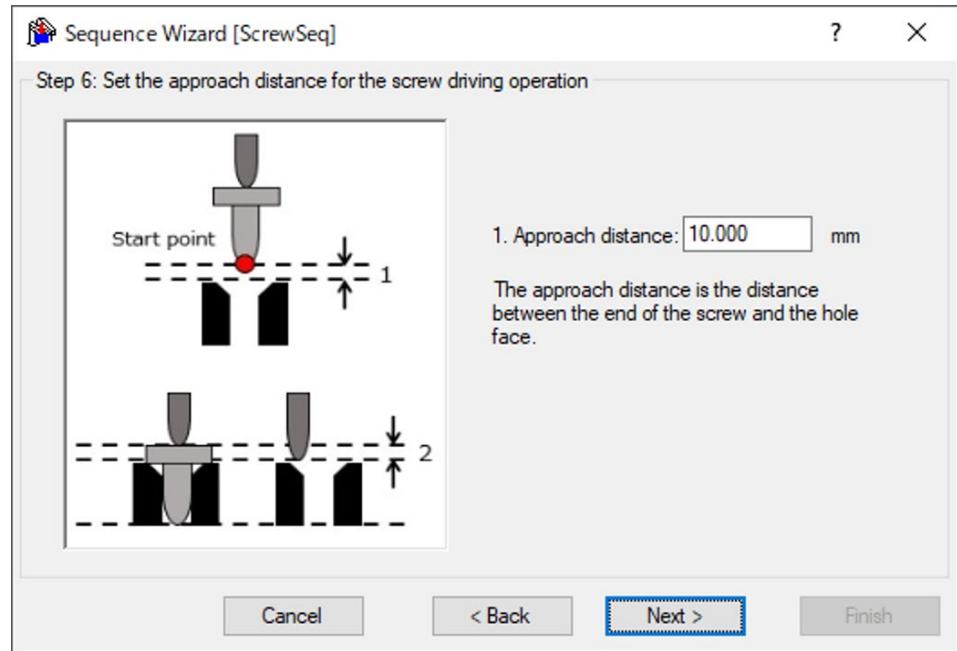 Sequence Wizard [ScrewSeq]
?
Step 6: Set the approach distance for the screw driving operation
Start point
1
2
1. Approach distance: 10.000 mm
The approach distance is the distance
between the end of the screw and the hole
face.
Cancel
< Back
Next >
Finish